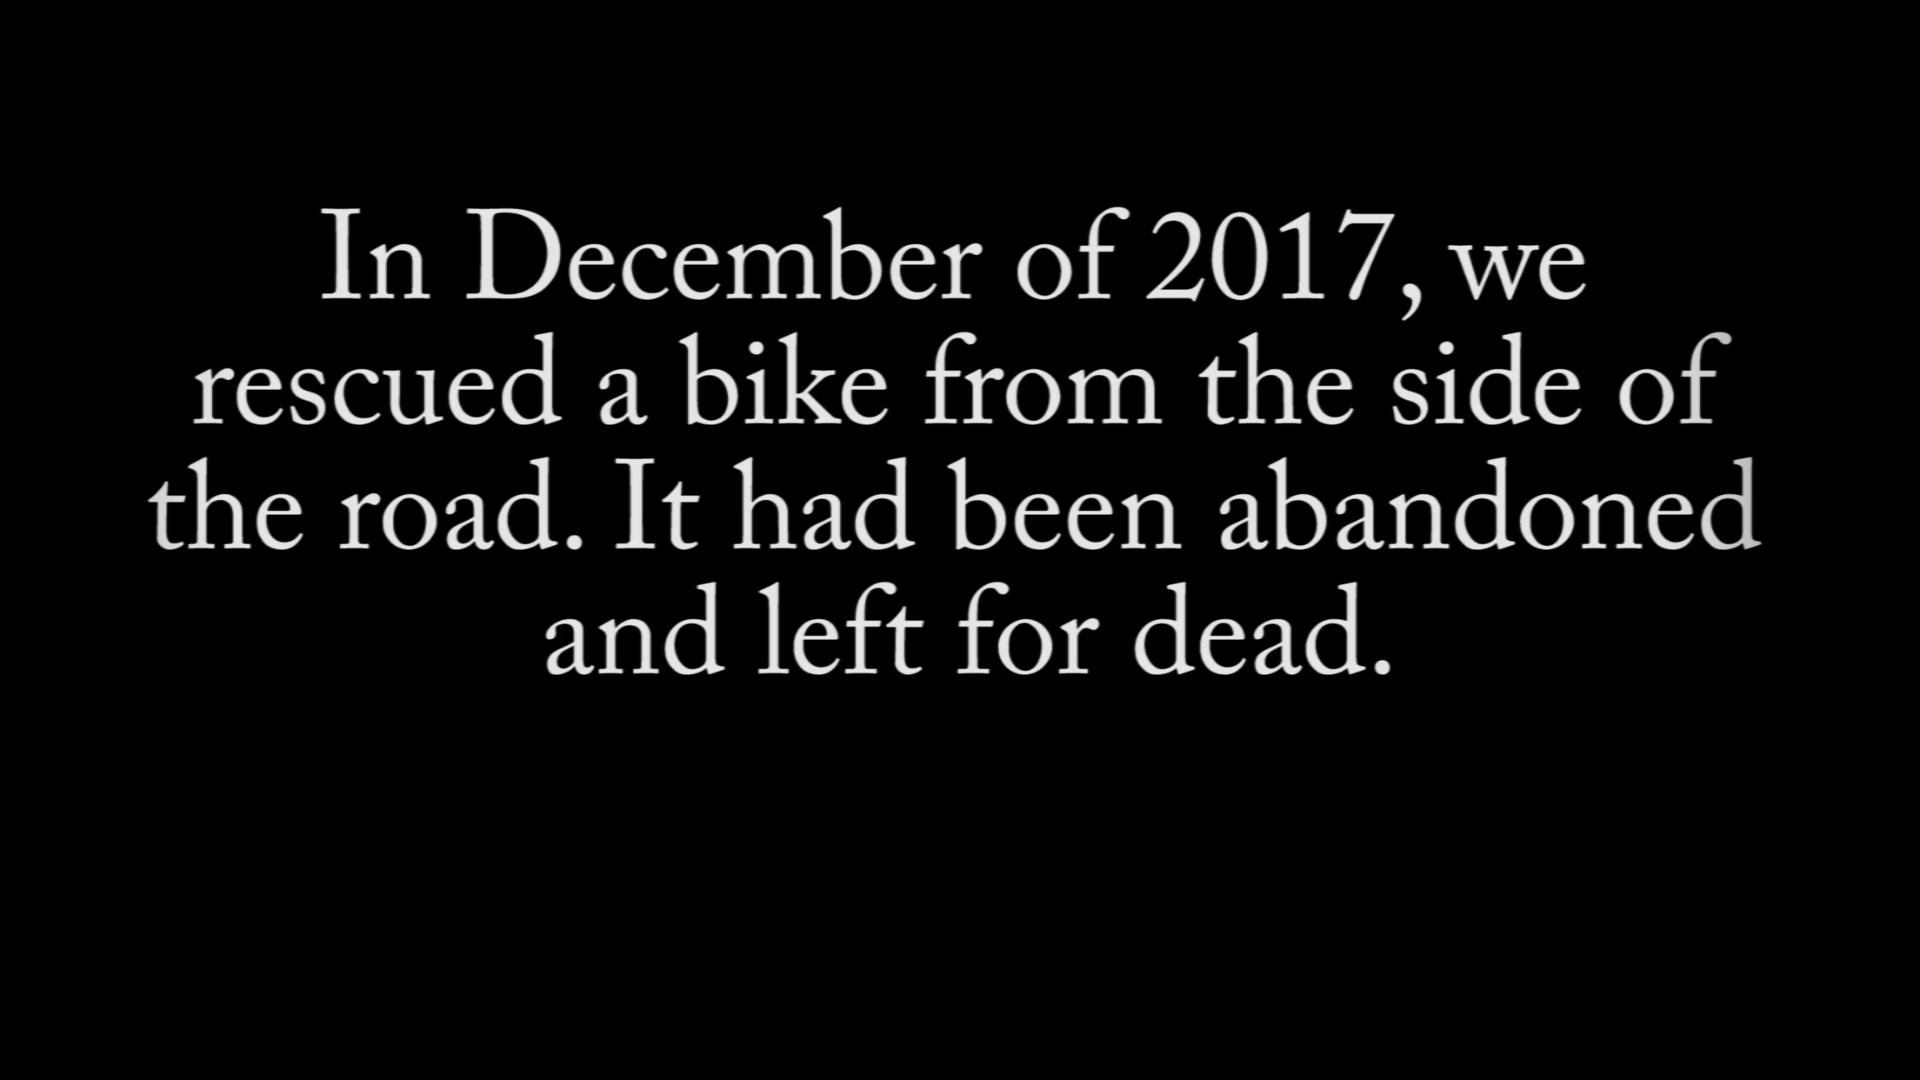 In December of 2017, we
rescued a bike from the side of
the road. It had been abandoned
and left for dead.